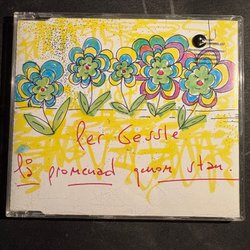 Per Gessle
På promenad genom stan.